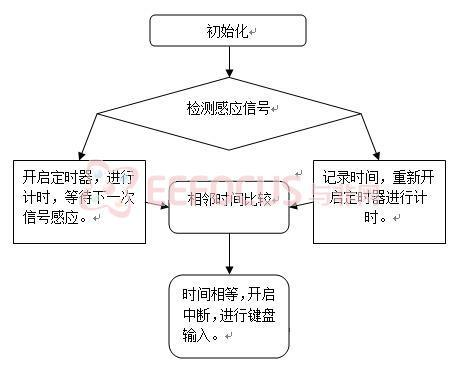 初始化
检测感应信号
开启定时器，进行
计时，等待下一次
信号感应。
相邻时间比较
记录时间，重新开
启定时器进行计
时。
EEFOCUS
时间相等，开启
中断，进行键盘
输入。